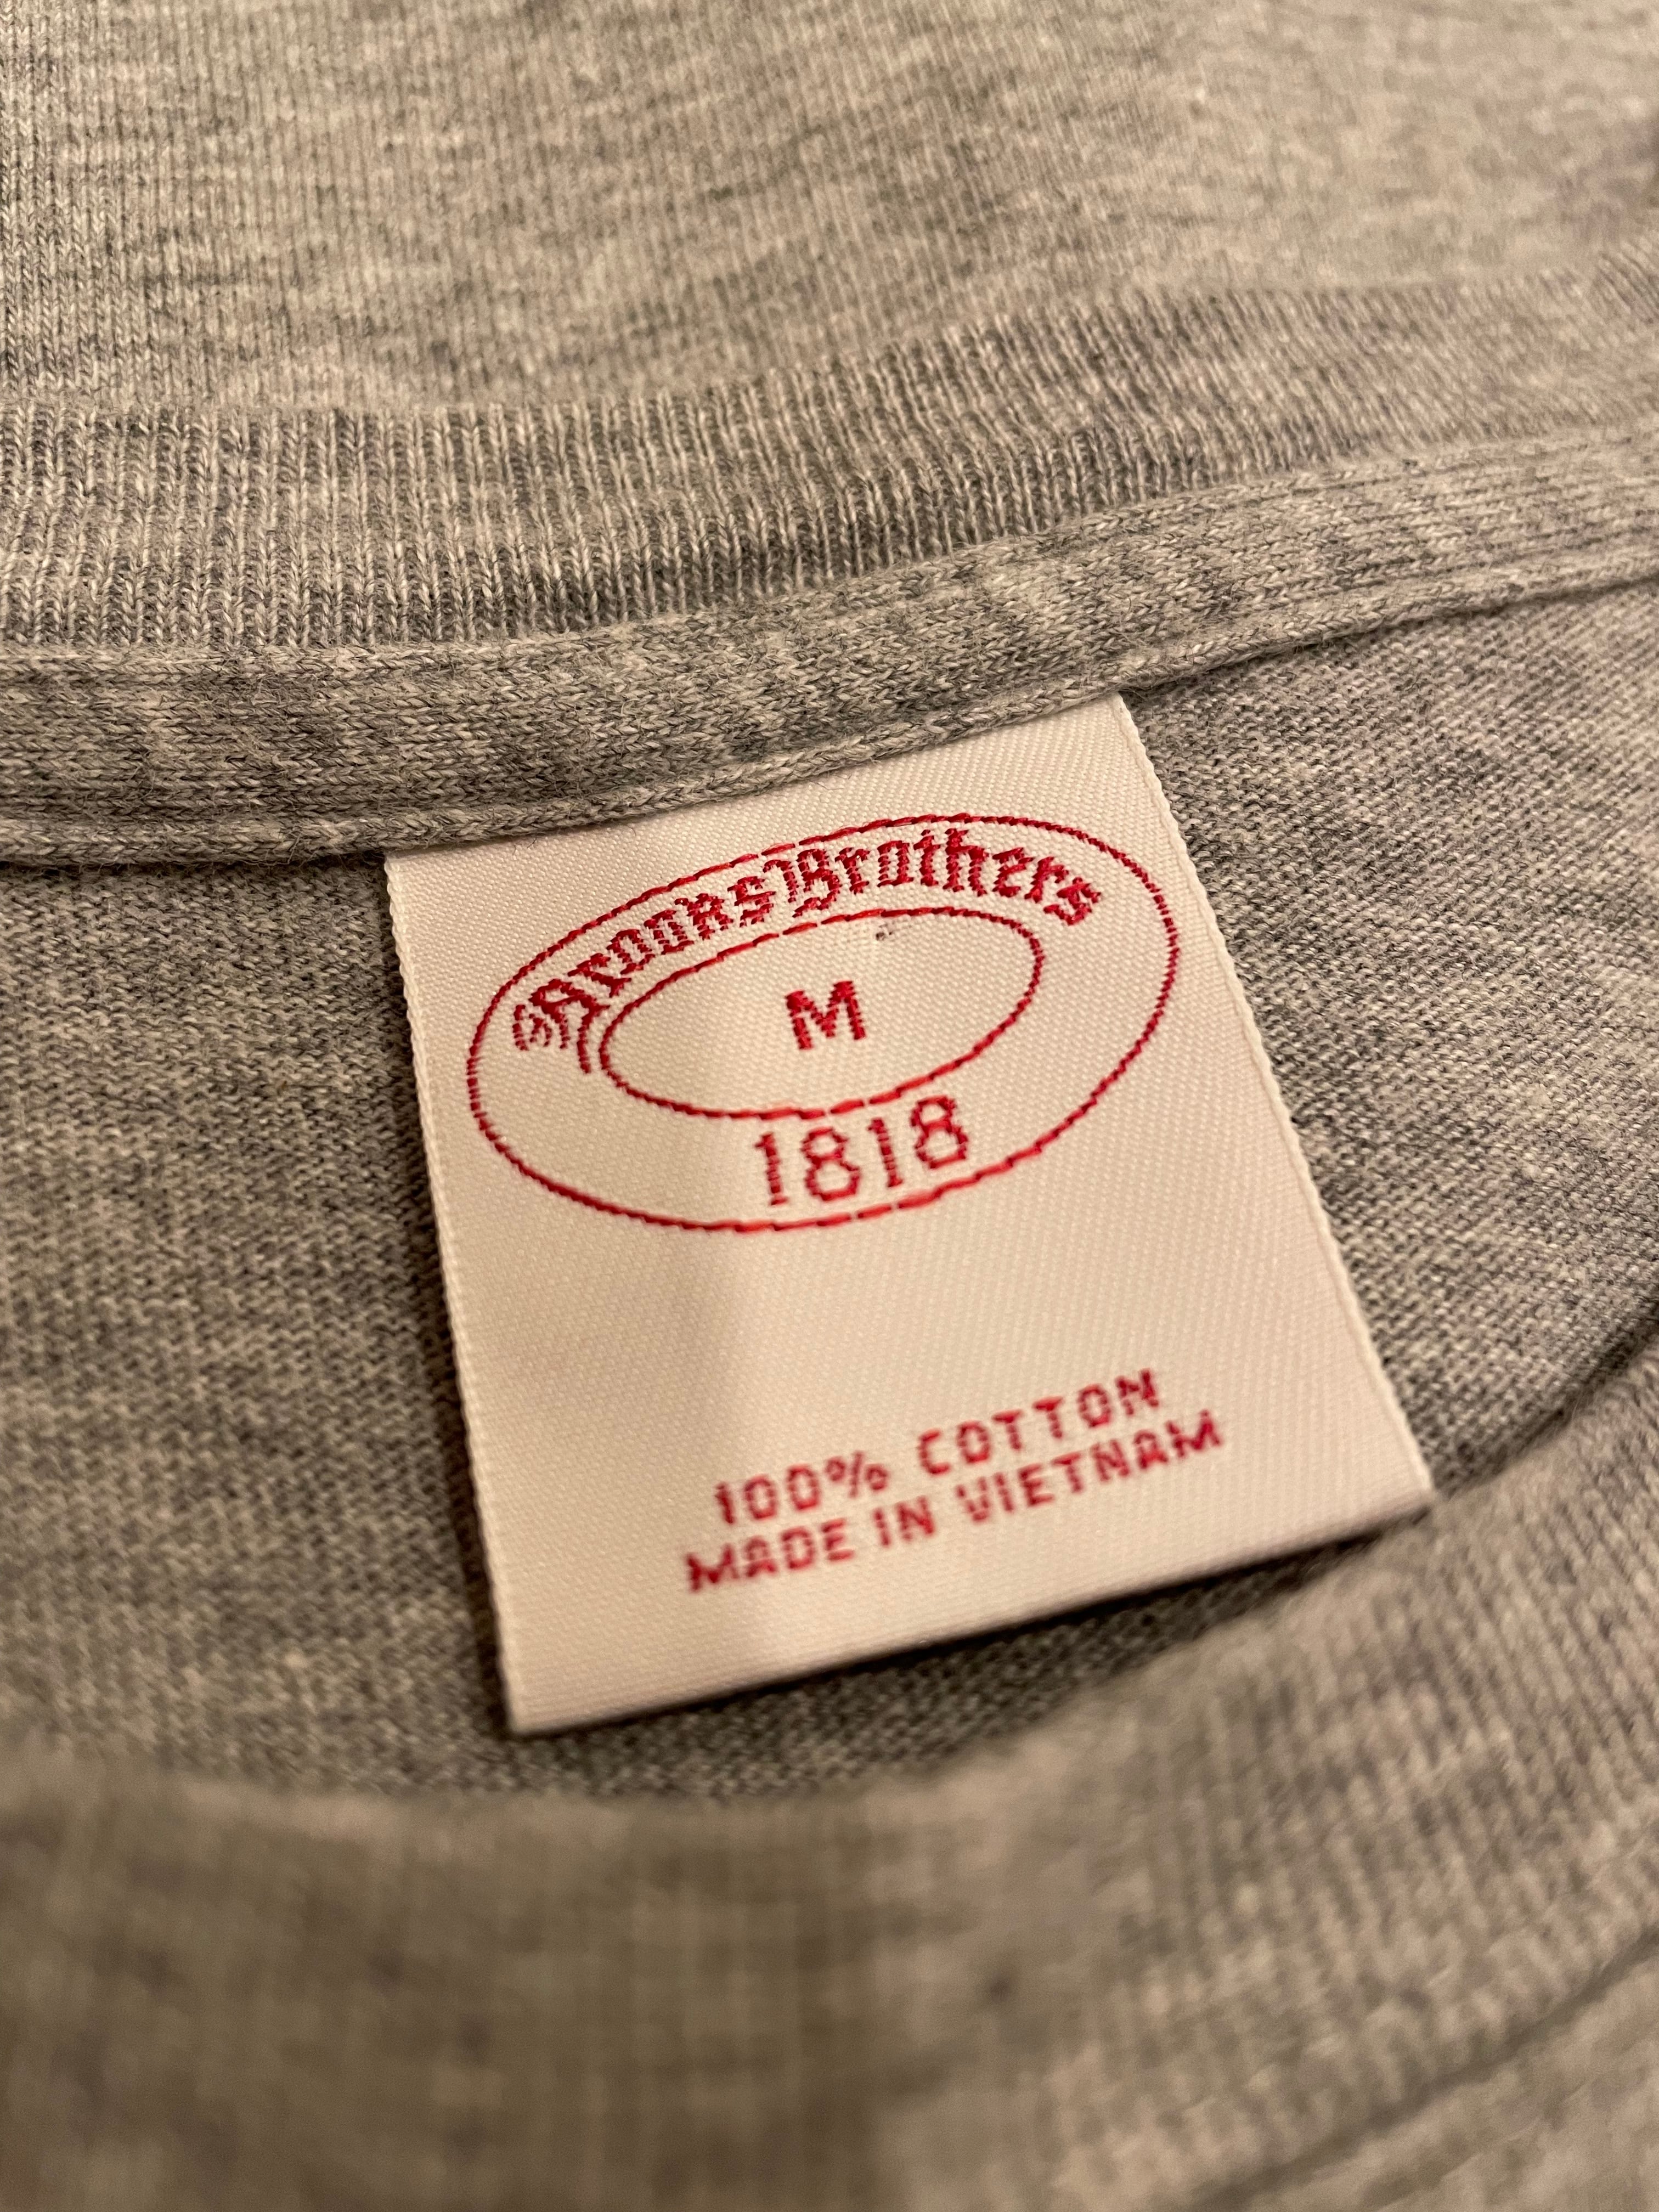 Brooks Brothers
M
1818
100% COTTON
MADE IN VIETNAM